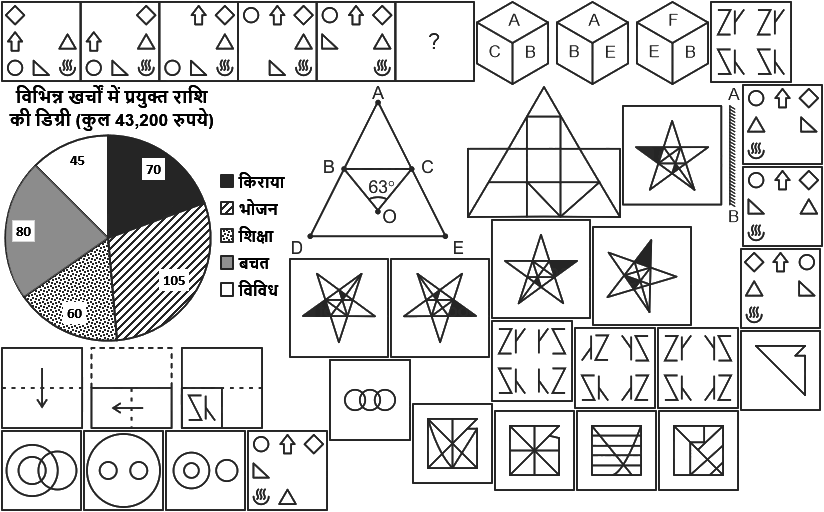 ?
A
C B
A
B E
F
E B
विभिन्न खर्चों में प्रयुक्त राशि
की डिग्री (कुल 43,200 रुपये)
45
70
80
105
60
किराया
भोजन
शिक्षा
बचत
विविध
A
B
C
63°
O
D
E
A
B